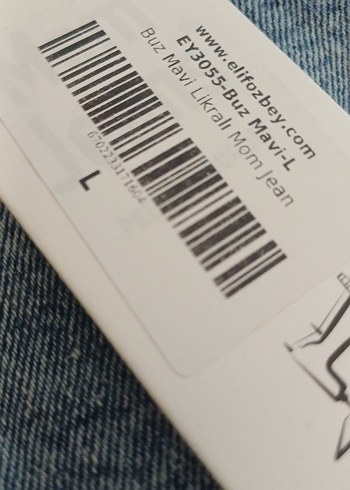 www.elifozbey.com
EY3055-Buz Mavi-L
Buz Mavi Likralı Mom Jean
L